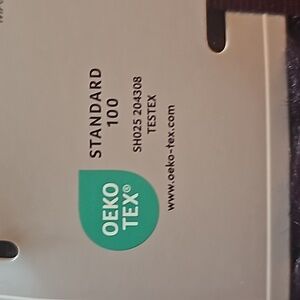 OEKO
TEX®
STANDARD
100
SH025 204308
TESTEX
www.oeko-tex.com